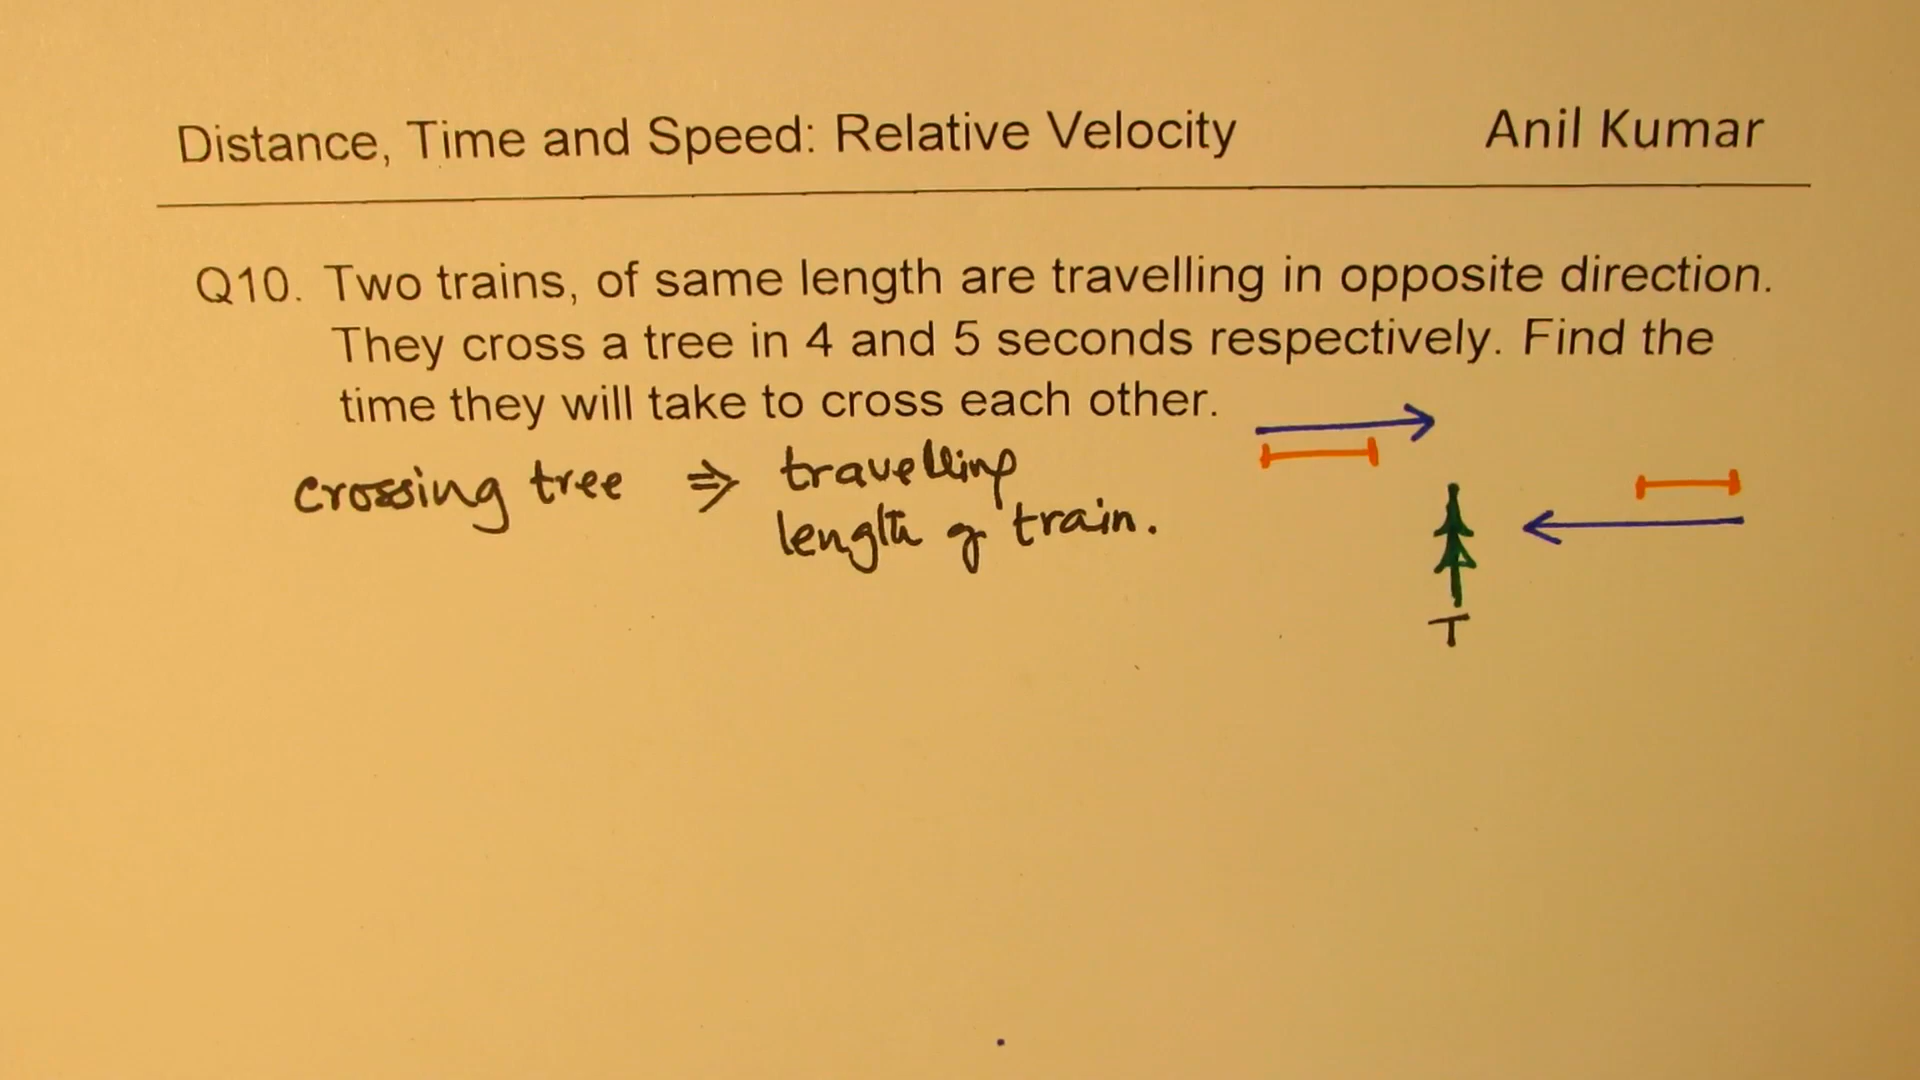 Distance, Time and Speed: Relative Velocity Anil Kumar
Q10. Two trains, of same length are travelling in opposite direction.
They cross a tree in 4 and 5 seconds respectively. Find the
time they will take to cross each other.
crossing tree ⇒ travelling
length of train.
T